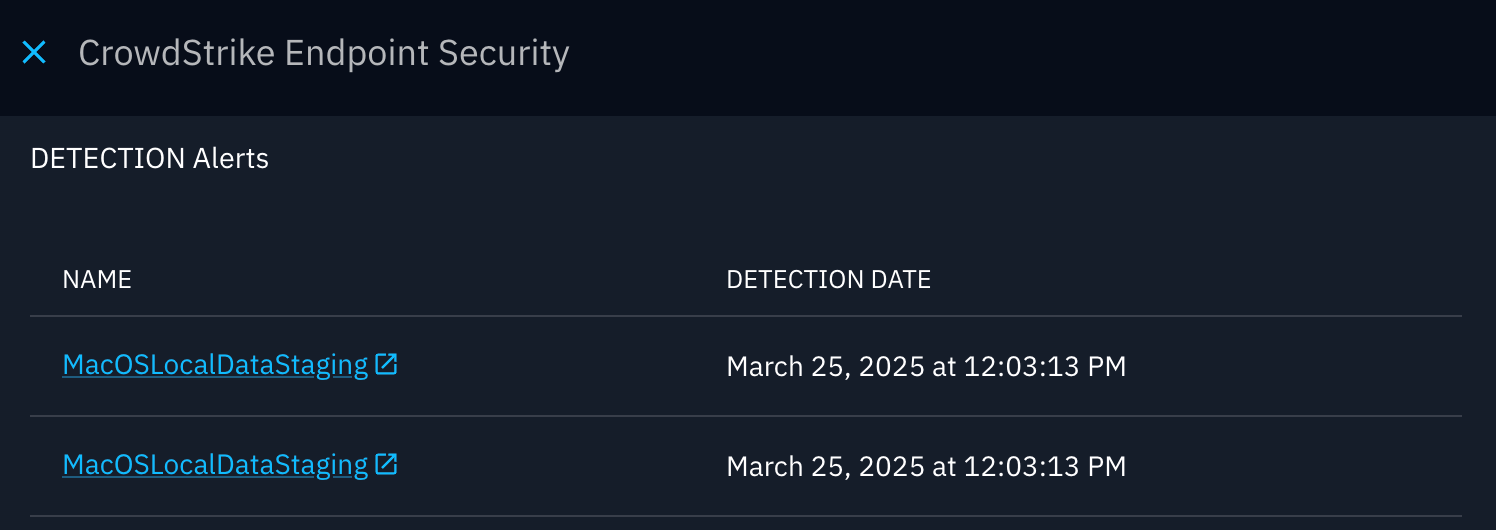 CrowdStrike Endpoint Security
DETECTION Alerts
NAME DETECTION DATE
MacOSLocalDataStaging March 25, 2025 at 12:03:13 PM
MacOSLocalDataStaging March 25, 2025 at 12:03:13 PM